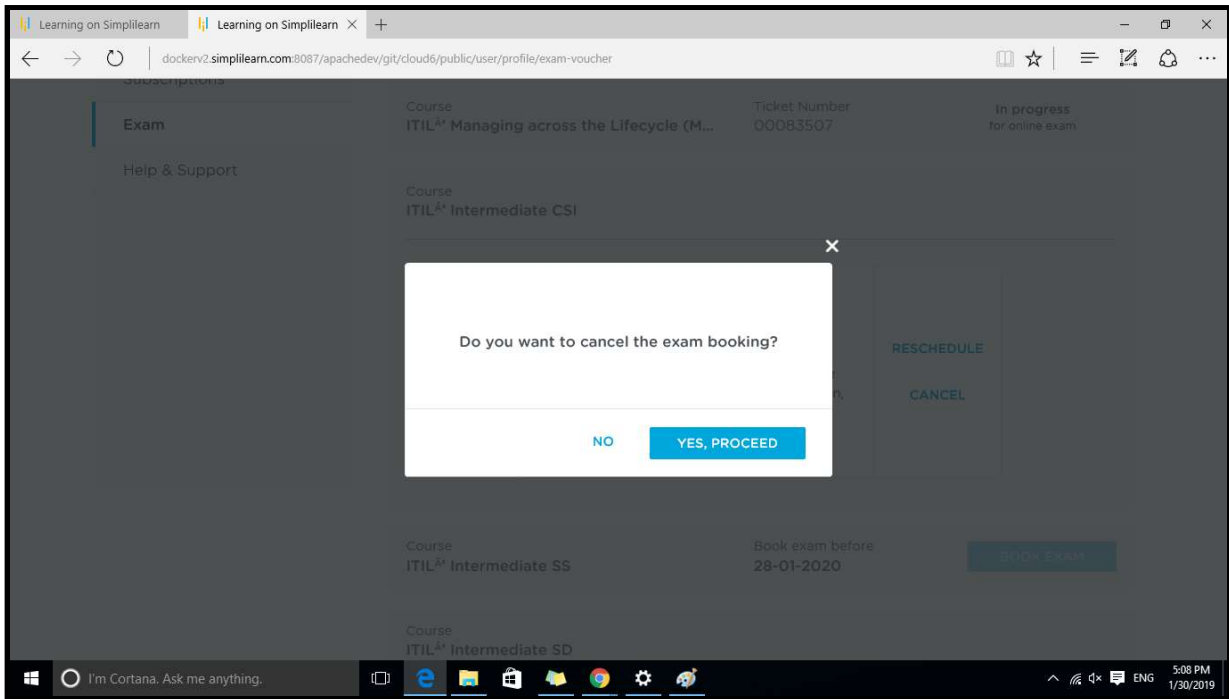 Learning on Simplilearn
Learning on Simplilearn
dockerv2.simplilearn.com:8087/apachedev/git/cloud6/public/user/profile/exam-voucher
Subscriptions
Exam
Help & Support
Course
ITILÂ® Managing across the Lifecycle (M...
Ticket Number
00083507
In progress
for online exam
Course
ITILÂ® Intermediate CSI
Do you want to cancel the exam booking?
NO
YES, PROCEED
RESCHEDULE
CANCEL
Course
ITILÂ® Intermediate SS
Book exam before
28-01-2020
BOOK EXAM
Course
ITILÂ® Intermediate SD
I'm Cortana. Ask me anything.
ENG
5:08 PM
1/30/2019